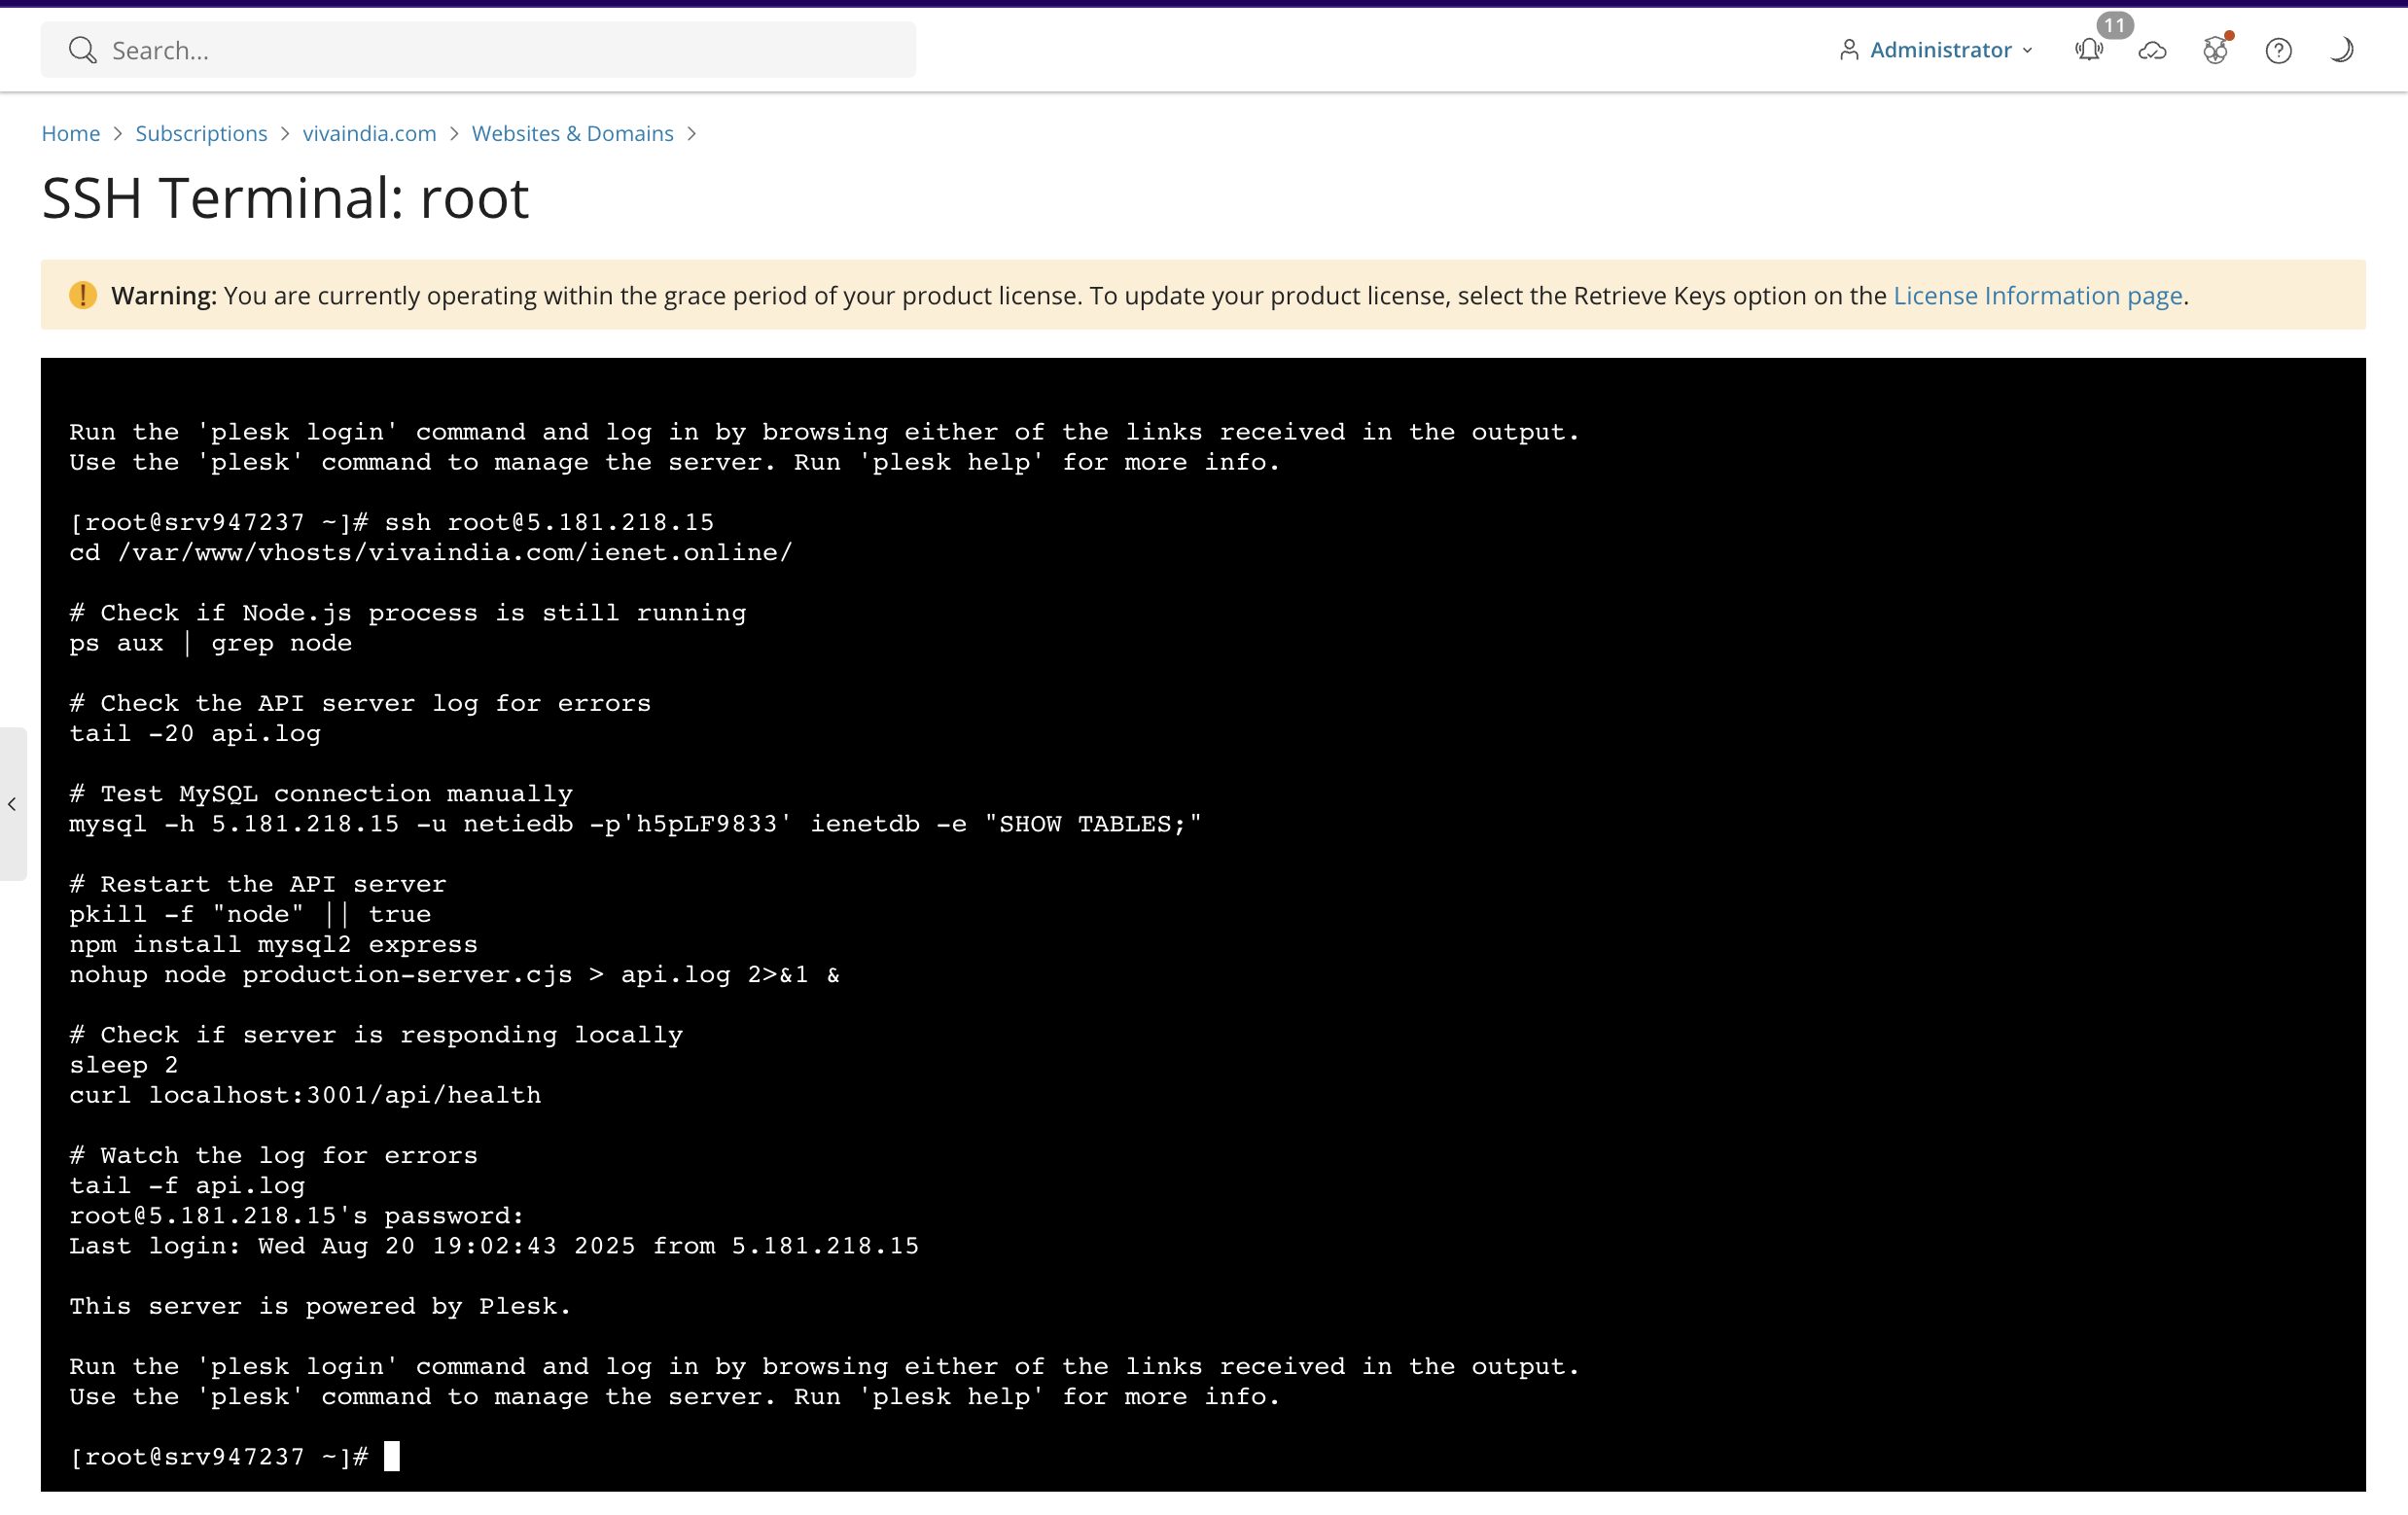 Search...
Administrator
11
Home > Subscriptions > vivaindia.com > Websites & Domains >
SSH Terminal: root
Warning: You are currently operating within the grace period of your product license. To update your product license, select the Retrieve Keys option on the License Information page.
Run the 'plesk login' command and log in by browsing either of the links received in the output.
Use the 'plesk' command to manage the server. Run 'plesk help' for more info.
[root@srv947237 ~]# ssh root@5.181.218.15
cd /var/www/vhosts/vivaindia.com/ienet.online/
# Check if Node.js process is still running
ps aux | grep node
# Check the API server log for errors
tail -20 api.log
# Test MySQL connection manually
mysql -h 5.181.218.15 -u netiedb -p'h5pLF9833' ienetdb -e "SHOW TABLES;"
# Restart the API server
pkill -f "node" || true
npm install mysql2 express
nohup node production-server.cjs > api.log 2>&1 &
# Check if server is responding locally
sleep 2
curl localhost:3001/api/health
# Watch the log for errors
tail -f api.log
root@5.181.218.15's password:
Last login: Wed Aug 20 19:02:43 2025 from 5.181.218.15
This server is powered by Plesk.
Run the 'plesk login' command and log in by browsing either of the links received in the output.
Use the 'plesk' command to manage the server. Run 'plesk help' for more info.
[root@srv947237 ~]#